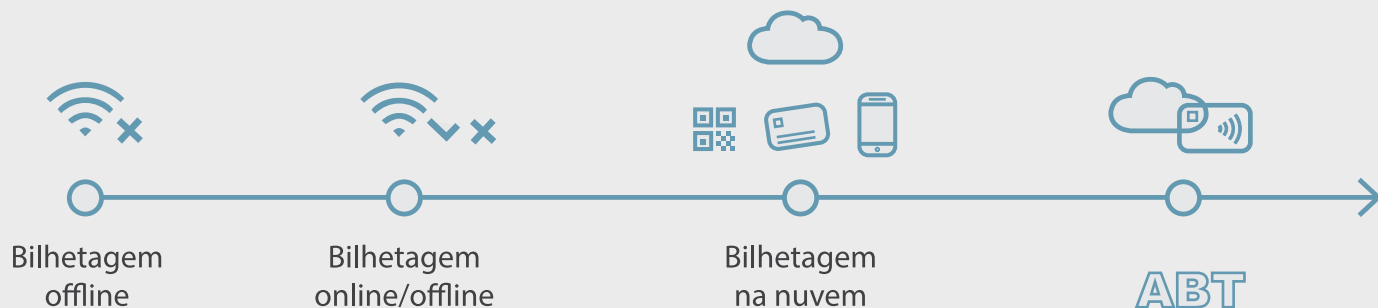 Bilhetagem
offline
Bilhetagem
online/offline
Bilhetagem
na nuvem
ABT